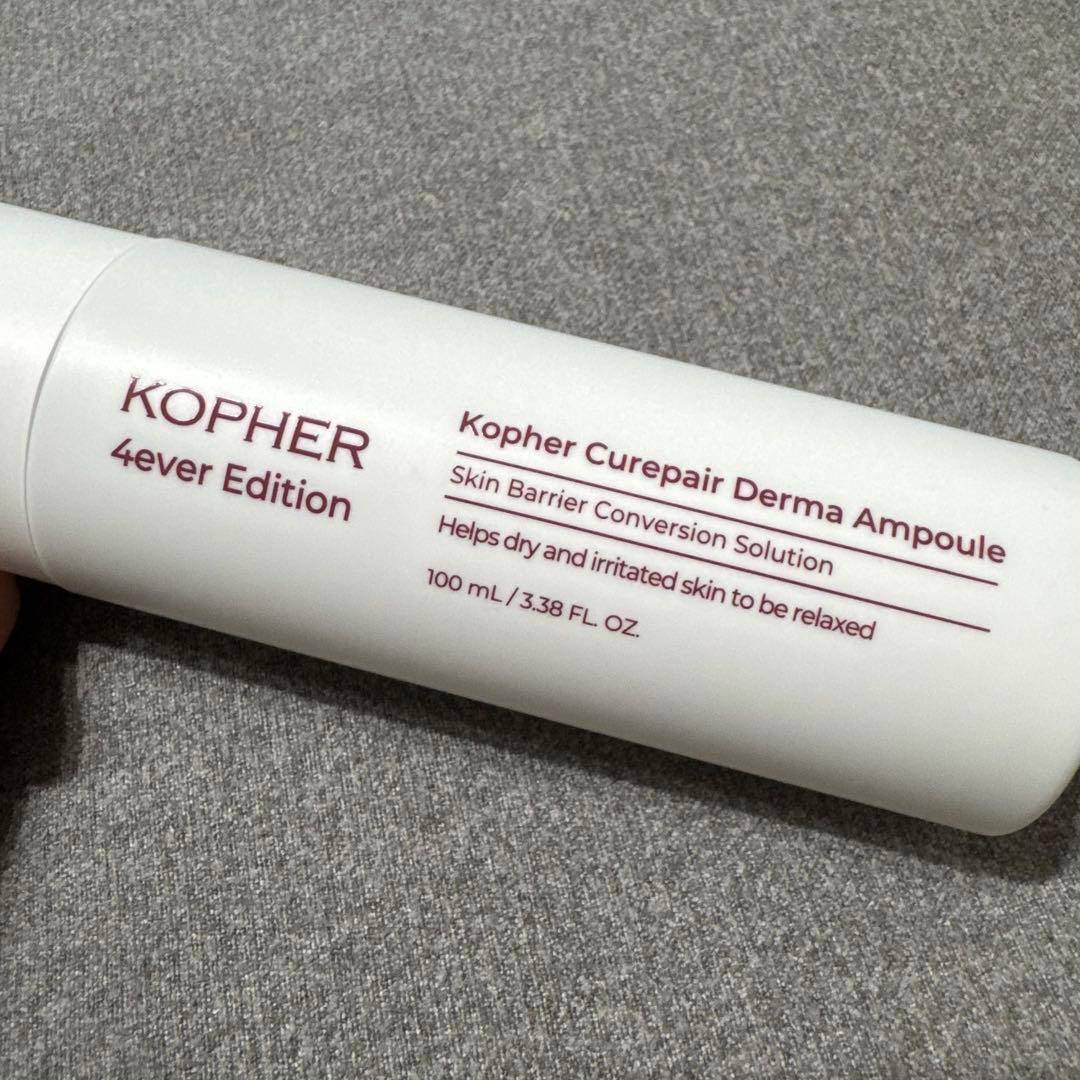 KOPHER
4ever Edition
Kopher Curepair Derma Ampoule
Skin Barrier Conversion Solution
Helps dry and irritated skin to be relaxed
100 mL / 3.38 FL. OZ.